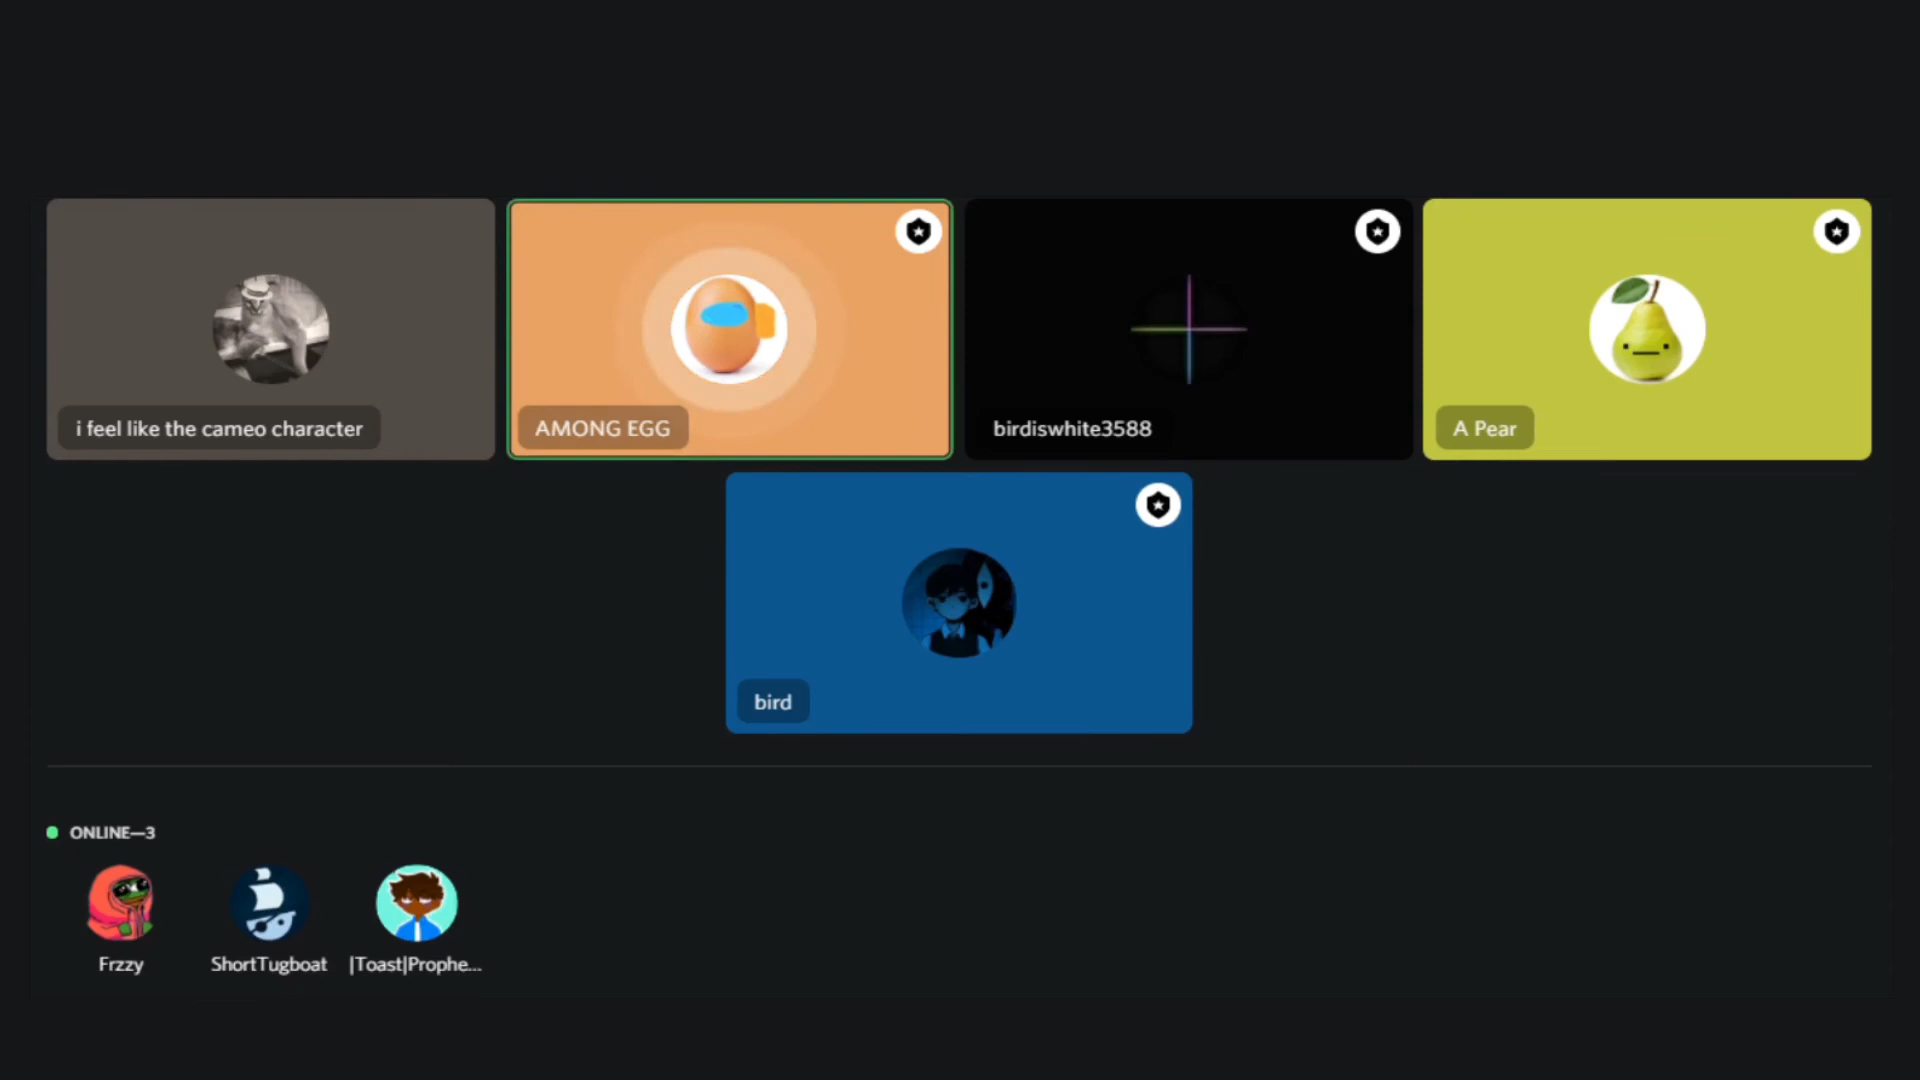 i feel like the cameo character
AMONG EGG
birdiswhite3588
A Pear
bird
ONLINE—3
Frzzy
ShortTugboat
|Toast|Prophe...